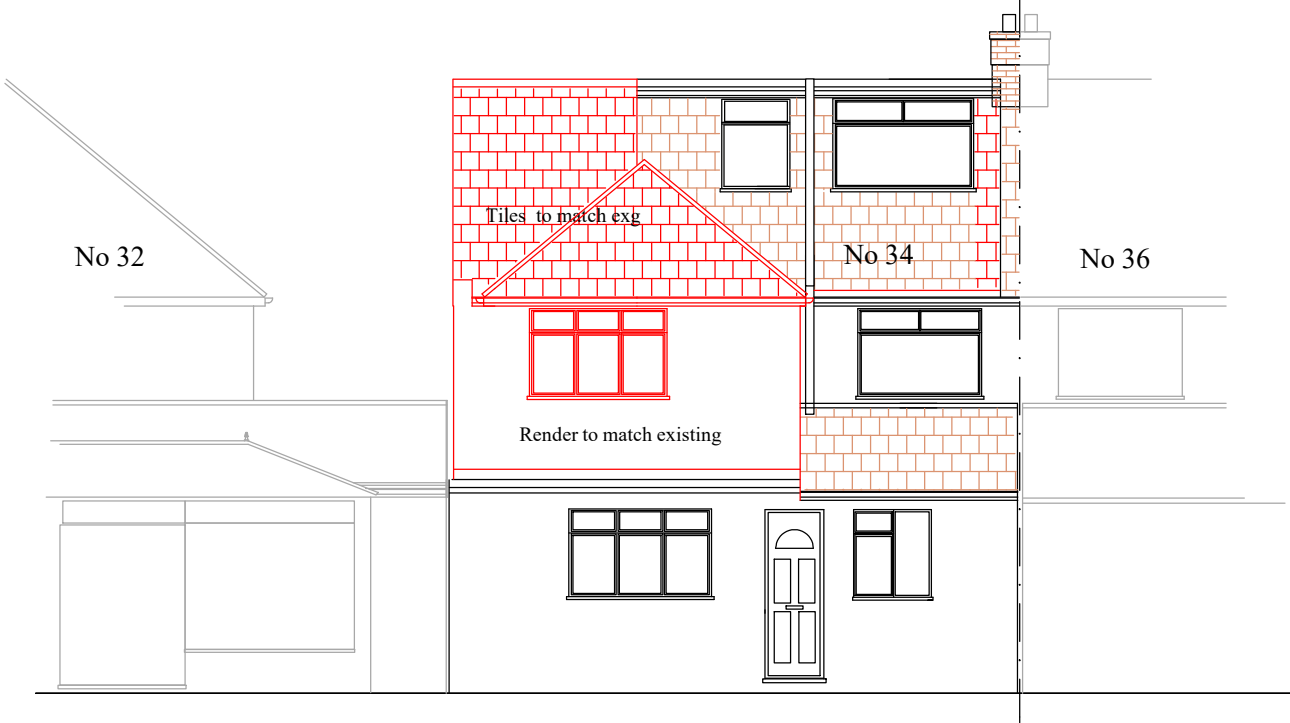 Tiles to match exg
No 32
No 34
No 36
Render to match existing